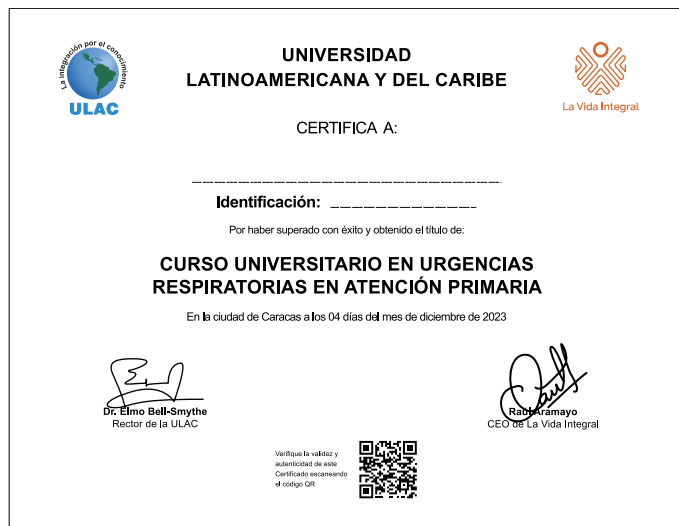 La integración por el conocimiento
ULAC
UNIVERSIDAD
LATINOAMERICANA Y DEL CARIBE
La Vida Integral
CERTIFICA A:
Identificación:
Por haber superado con éxito y obtenido el título de:
CURSO UNIVERSITARIO EN URGENCIAS
RESPIRATORIAS EN ATENCIÓN PRIMARIA
En la ciudad de Caracas a los 04 días del mes de diciembre de 2023
Dr. Elmo Bell-Smythe
Rector de la ULAC
Raúl Aramayo
CEO de La Vida Integral
Verifique la validez y
autenticidad de este
Certificado escaneando
el código QR